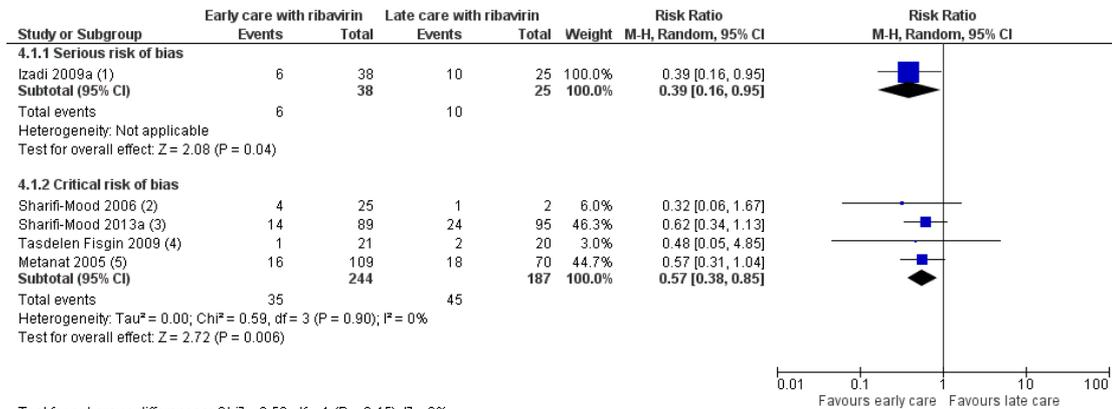 Early care with ribavirin Late care with ribavirin Risk Ratio Risk Ratio
Study or Subgroup Events Total Events Total Weight M-H, Random, 95% CI M-H, Random, 95% CI
4.1.1 Serious risk of bias
Izadi 2009a (1) 6 38 10 25 100.0% 0.39 [0.16, 0.95]
Subtotal (95% CI) 38 25 100.0% 0.39 [0.16, 0.95]
Total events 6 10
Heterogeneity: Not applicable
Test for overall effect: Z = 2.08 (P = 0.04)
4.1.2 Critical risk of bias
Sharifi-Mood 2006 (2) 4 25 1 2 6.0% 0.32 [0.06, 1.67]
Sharifi-Mood 2013a (3) 14 89 24 95 46.3% 0.62 [0.34, 1.13]
Tasdelen Fisgin 2009 (4) 1 21 2 20 3.0% 0.48 [0.05, 4.85]
Metanat 2005 (5) 16 109 18 70 44.7% 0.57 [0.31, 1.04]
Subtotal (95% CI) 244 187 100.0% 0.57 [0.38, 0.85]
Total events 35 45
Heterogeneity: Tau² = 0.00; Chi² = 0.59, df = 3 (P = 0.90); I² = 0%
Test for overall effect: Z = 2.72 (P = 0.006)
0.01 0.1 1 10 100
Favours early care Favours late care